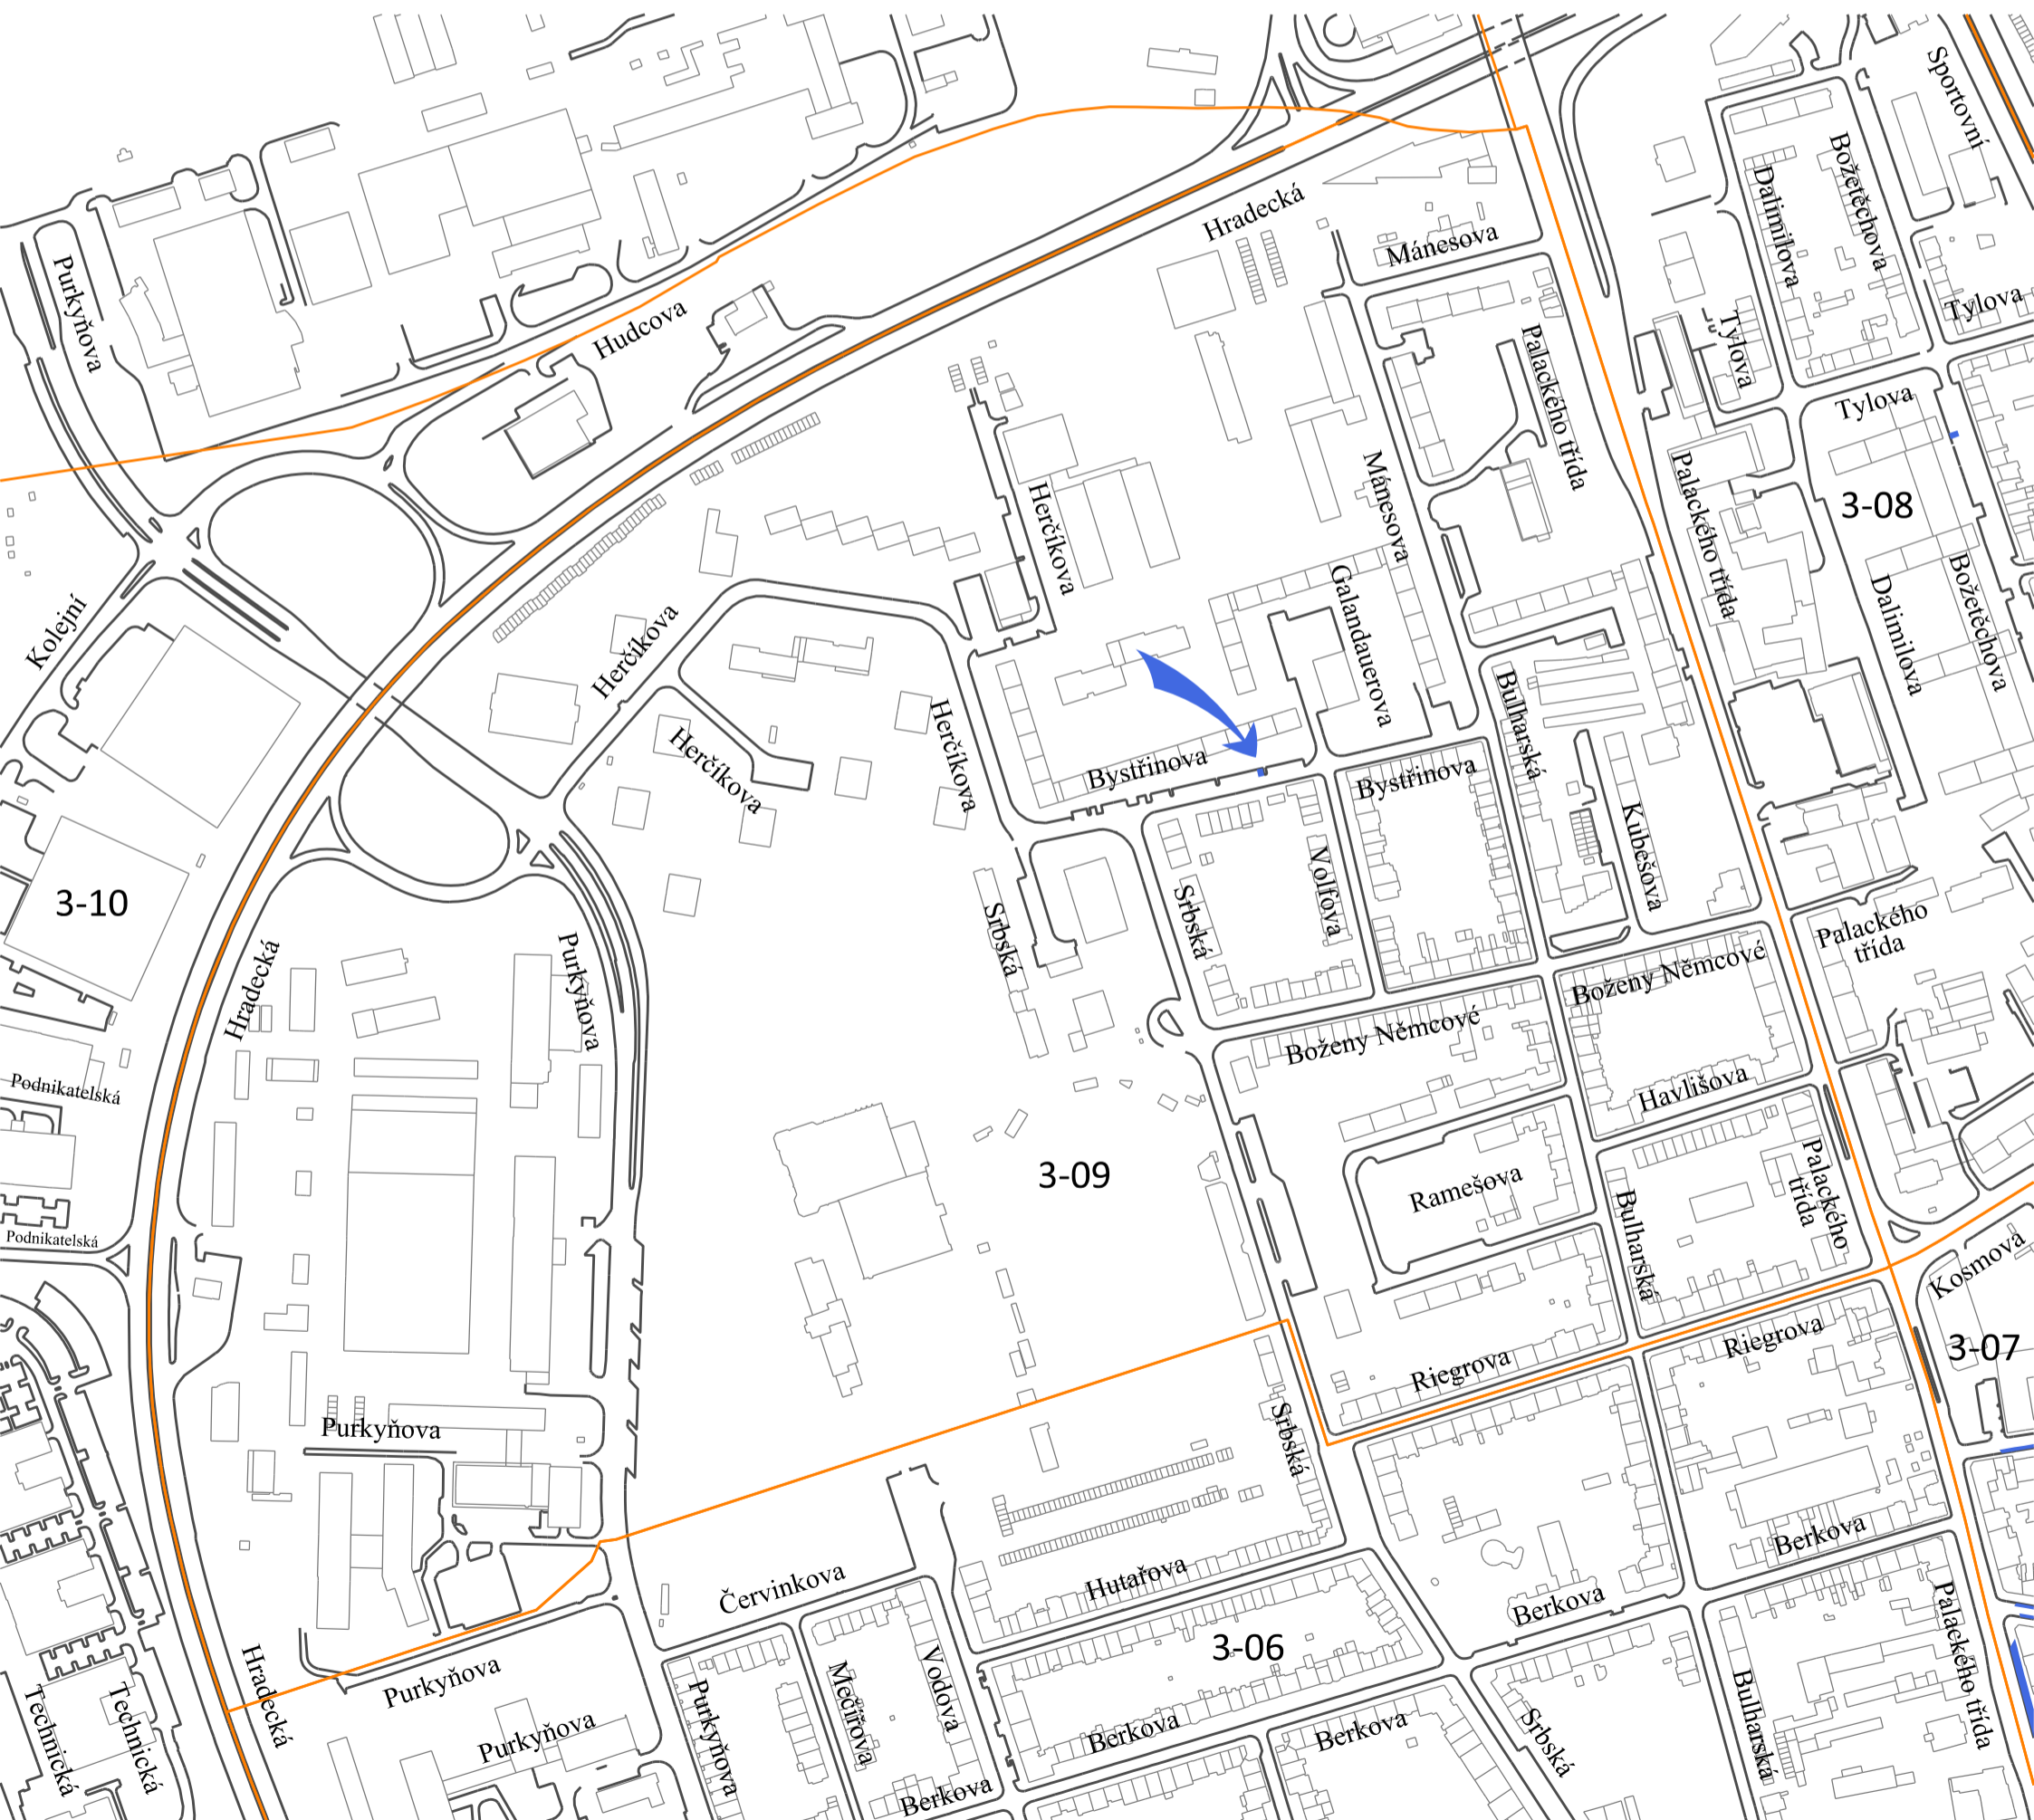 Sportovní
Božetěchova
Dalimilova
Hradecká
Mánesova
Purkyňova
Hudcova
Tylova
Tylova
Palackého třída
Tylova
Mánesova
Palackého třída
3-08
Herčíkova
Božetěchova
Galandauerova
Dalimilova
Kolejní
Herčíkova
Bulharská
Herčíkova
Herčíkova
Bystřinova
Bystřinova
Kubešova
Volfova
3-10
Srbská
Srbská
Palackého
třída
Hradecká
Purkyňova
Boženy Němcové
Boženy Němcové
Podnikatelská
Havlišova
3-09
Ramešova
Palackého
třída
Bulharská
Podnikatelská
Kosmova
Riegrova
3-07
Riegrova
Purkyňova
Srbská
Berkova
Červinkova
Hutařova
Berkova
3-06
Palackého třída
Hradecká
Purkyňova
Vodova
Mečířova
Purkyňova
Technická
Technická
Purkyňova
Berkova
Berkova
Srbská
Bulharská
Berkova